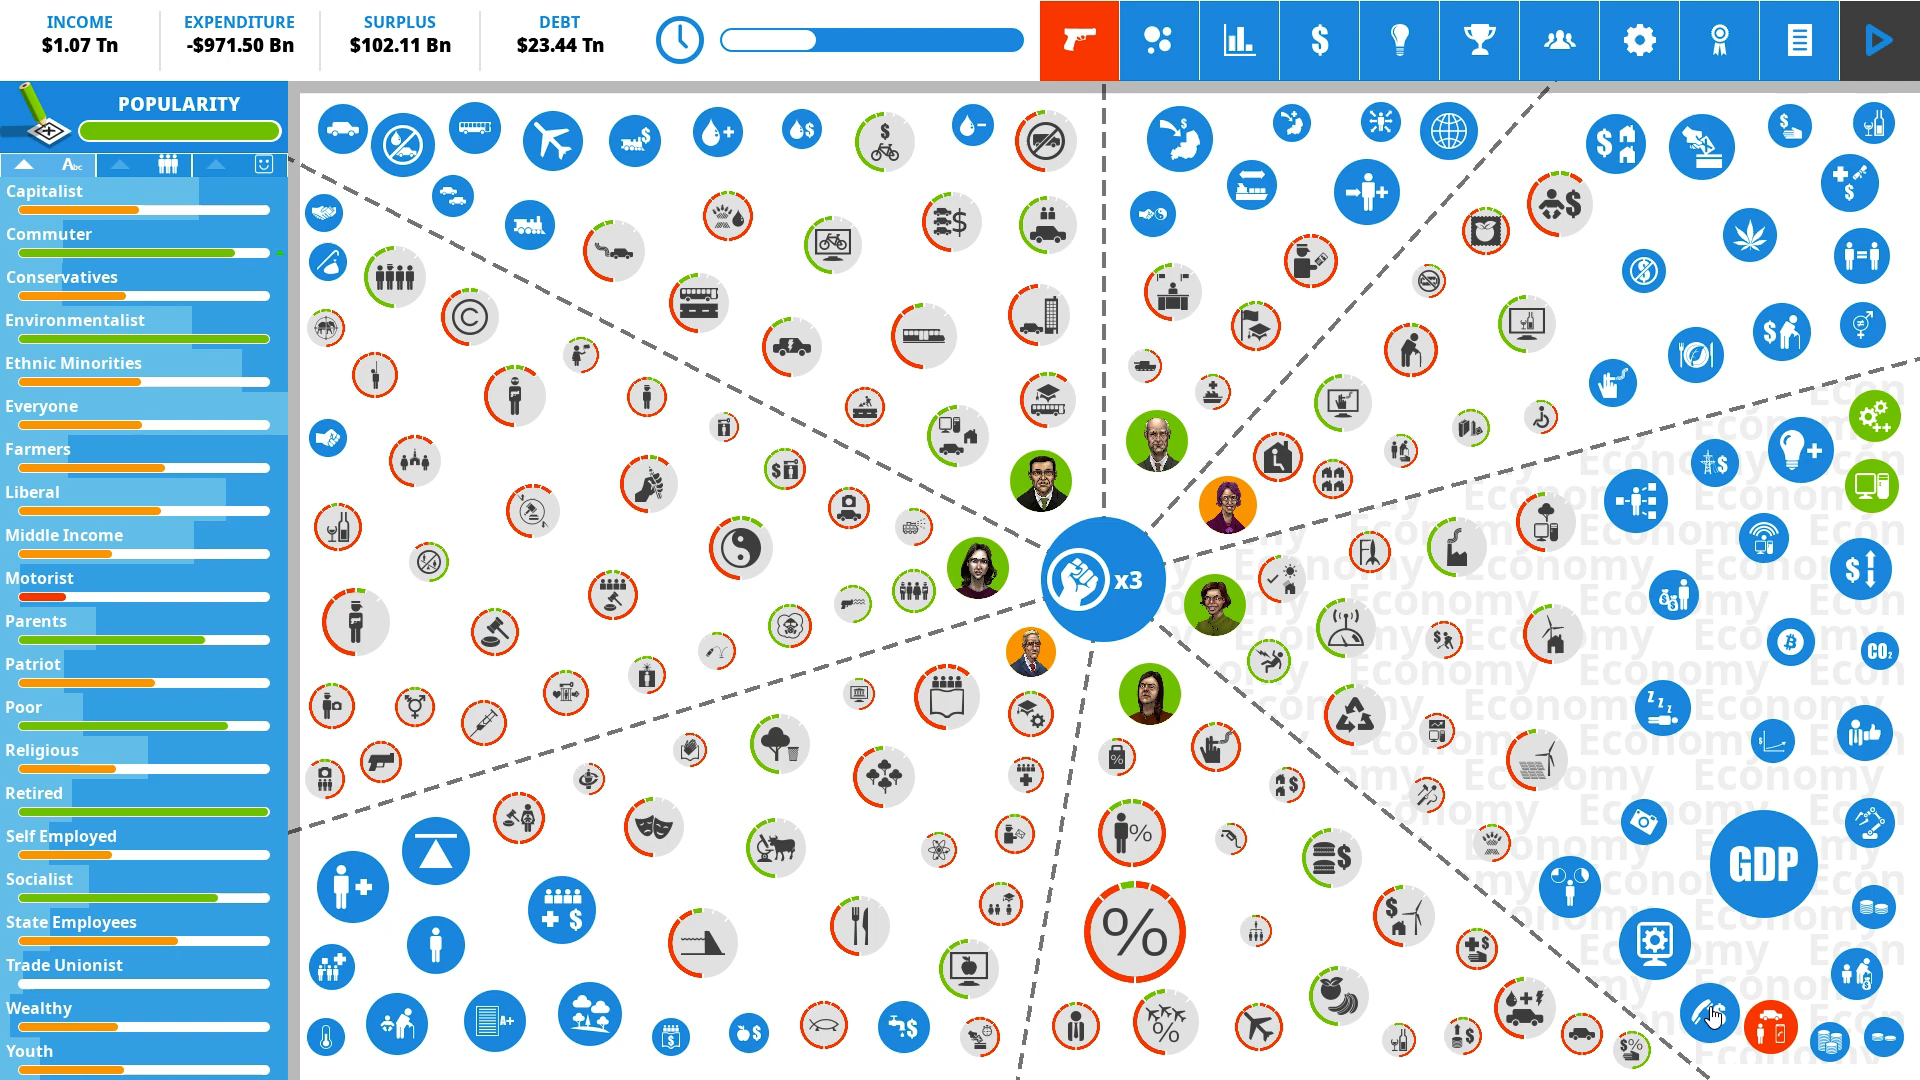 INCOME
$1.07 Tn
EXPENDITURE
-$971.50 Bn
SURPLUS
$102.11 Bn
DEBT
$23.44 Tn
POPULARITY
Abc
Capitalist
Commuter
Conservatives
Environmentalist
Ethnic Minorities
Everyone
Farmers
Liberal
Middle Income
Motorist
Parents
Patriot
Poor
Religious
Retired
Self Employed
Socialist
State Employees
Trade Unionist
Wealthy
Youth
x3
GDP
CO₂
A+
Zzz
Economy